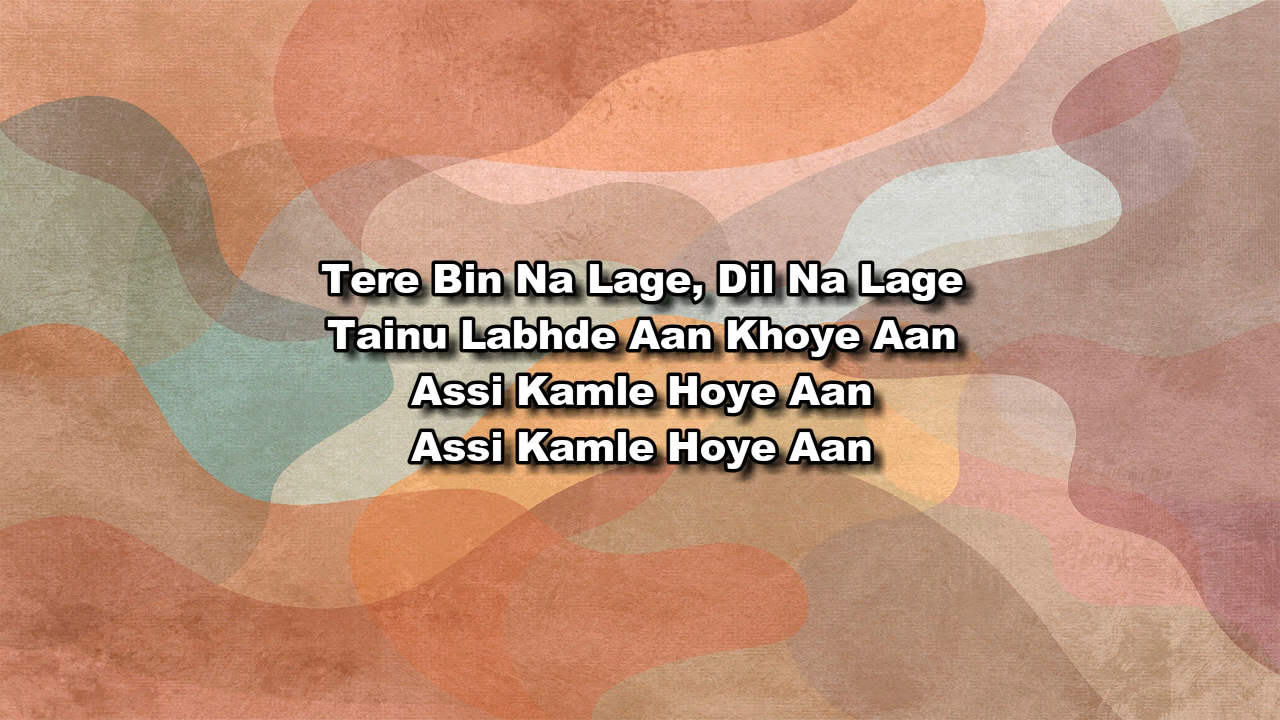 Tere Bin Na Lage, Dil Na Lage
Tainu Labhde Aan Khoye Aan
Assi Kamle Hoye Aan
Assi Kamle Hoye Aan